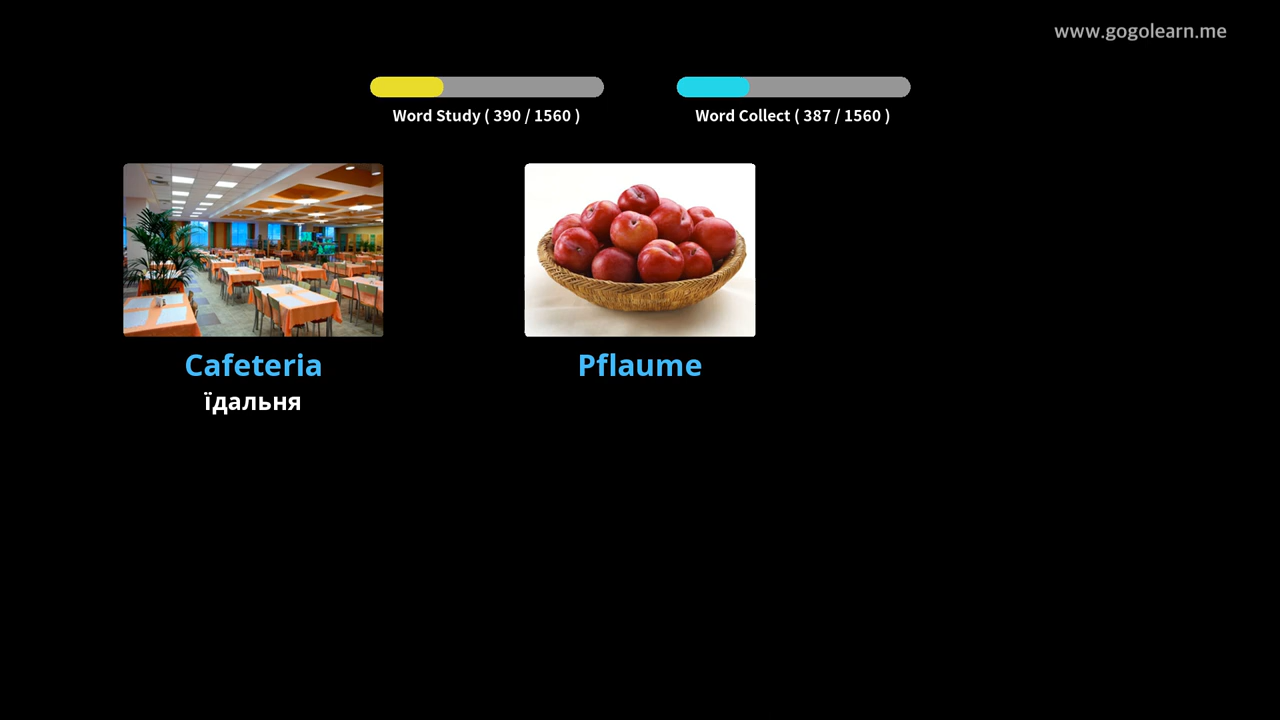 www.gogolearn.me
Word Study ( 390 / 1560 )
Word Collect ( 387 / 1560 )
Cafeteria
їдальня
Pflaume